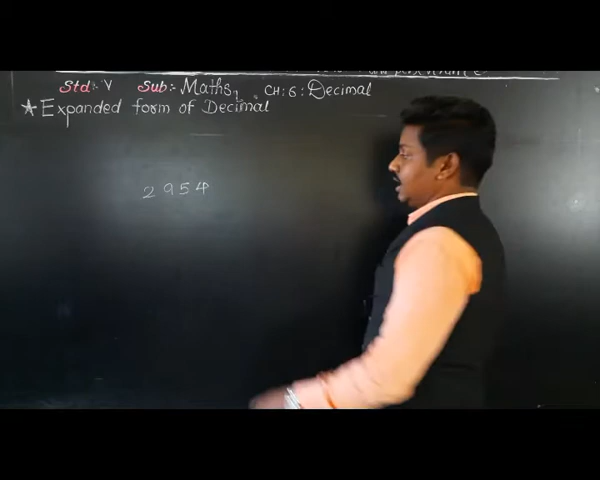 Std:- V Sub:- Maths, CH: 6: Decimal
★ Expanded form of Decimal
2954